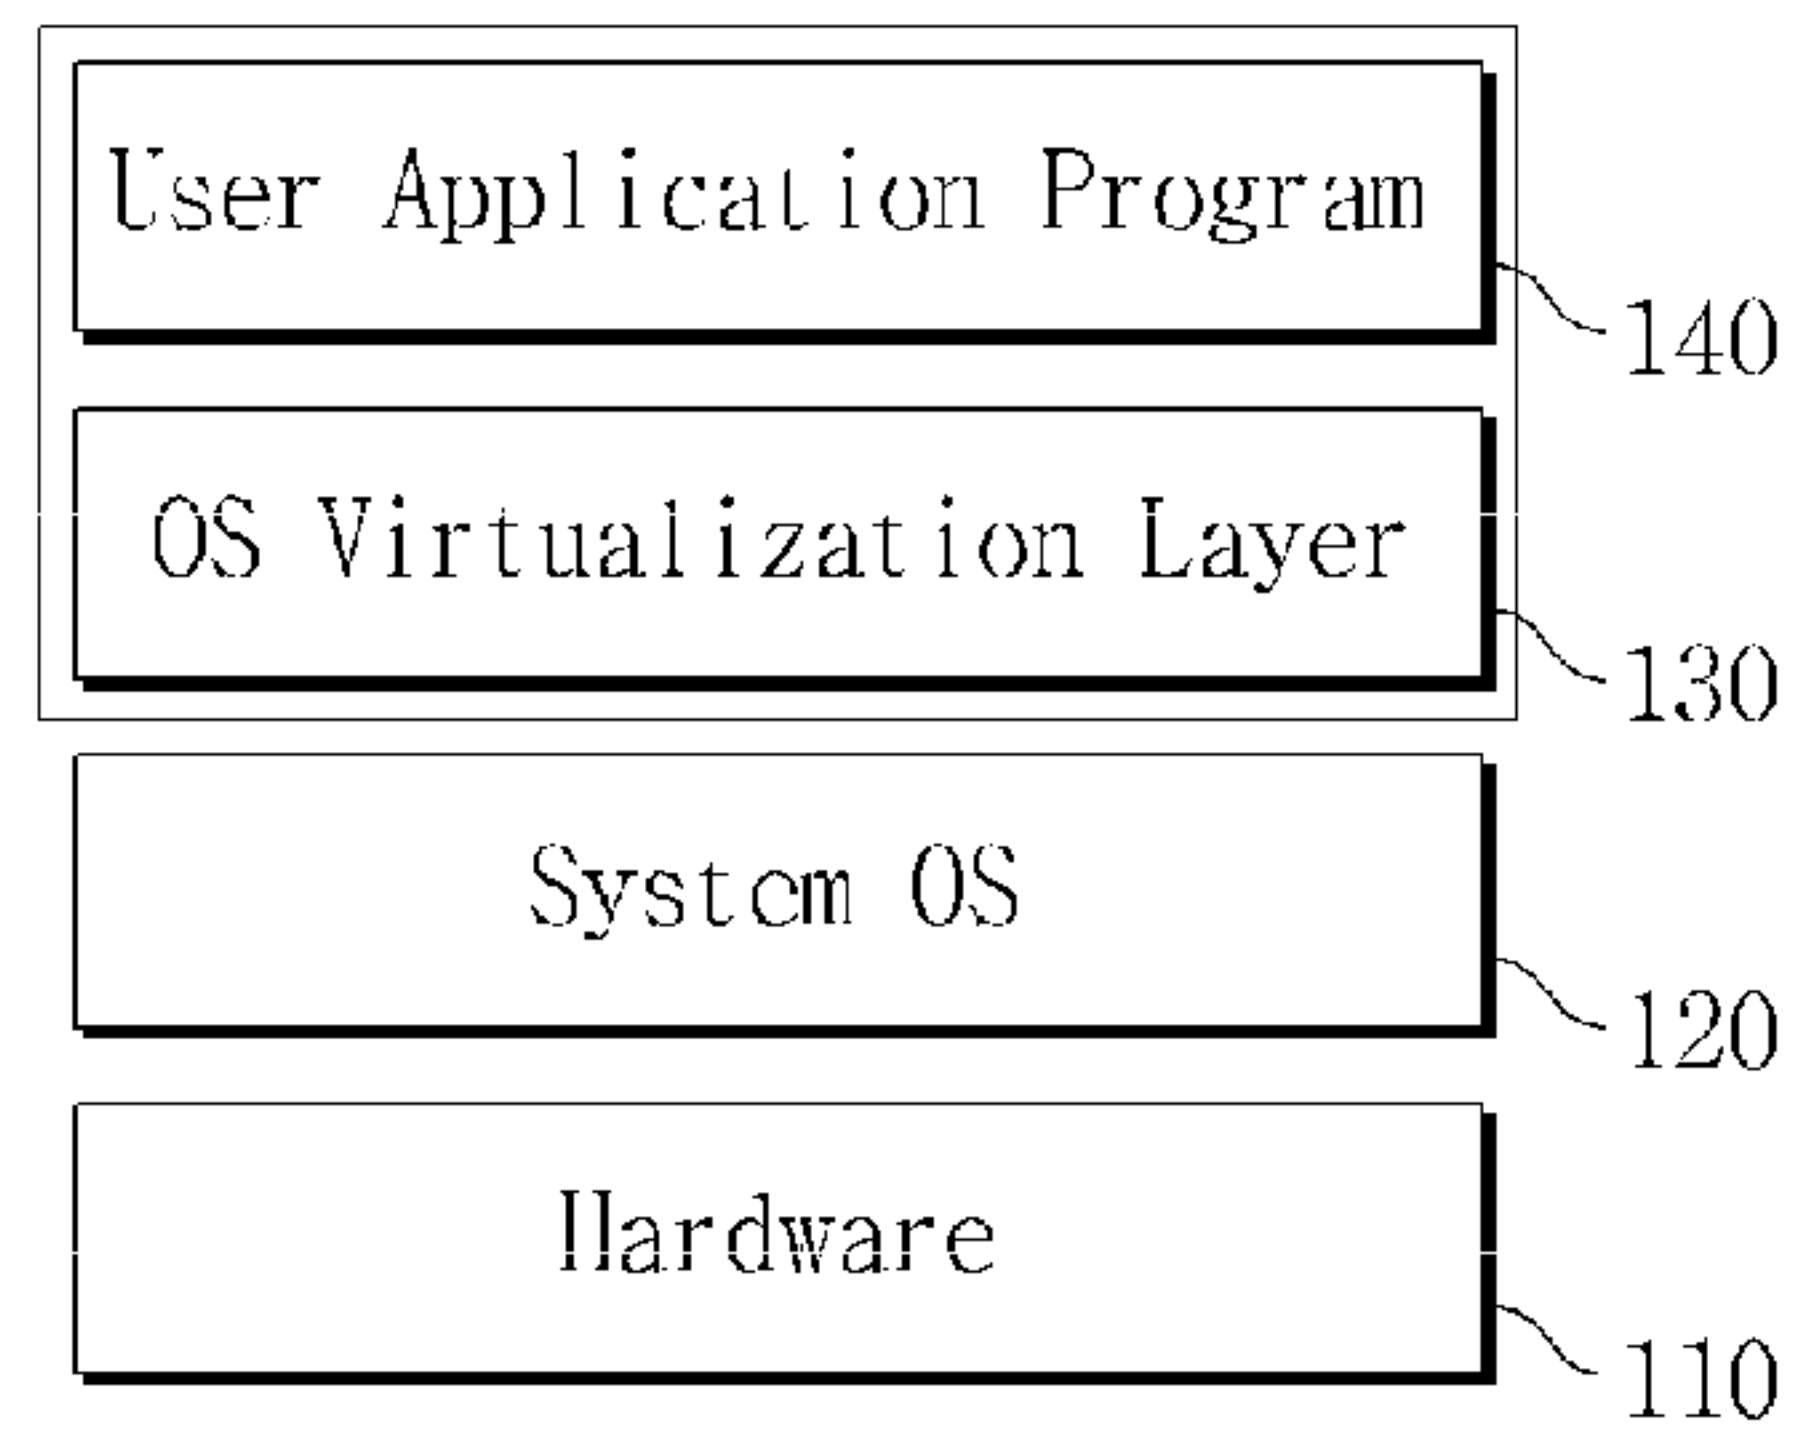 User Application Program
140
OS Virtualization Layer
130
System OS
120
Hardware
110